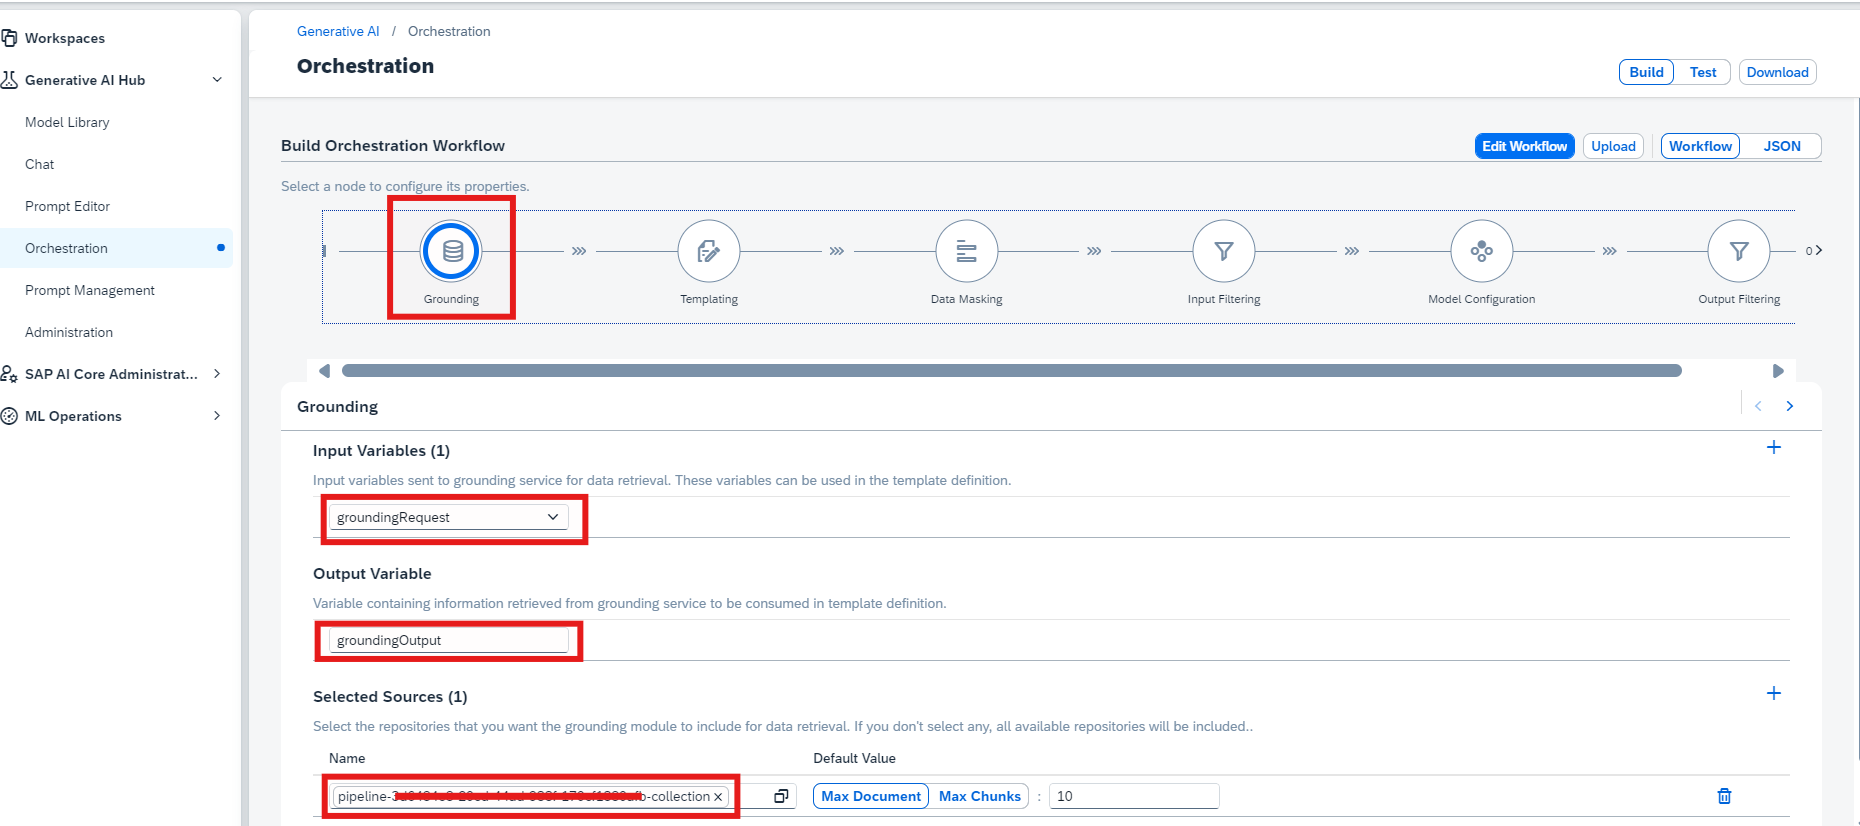 Workspaces
Generative AI Hub
Model Library
Chat
Prompt Editor
Orchestration
Prompt Management
Administration
SAP AI Core Administrat...
ML Operations
Generative AI / Orchestration
Orchestration
Build Test Download
Build Orchestration Workflow
Edit Workflow Upload Workflow JSON
Select a node to configure its properties.
Grounding Templating Data Masking Input Filtering Model Configuration Output Filtering
0
Grounding
Input Variables (1)
Input variables sent to grounding service for data retrieval. These variables can be used in the template definition.
groundingRequest
Output Variable
Variable containing information retrieved from grounding service to be consumed in template definition.
groundingOutput
Selected Sources (1)
Select the repositories that you want the grounding module to include for data retrieval. If you don't select any, all available repositories will be included..
Name Default Value
pipeline- -collection Max Document Max Chunks : 10